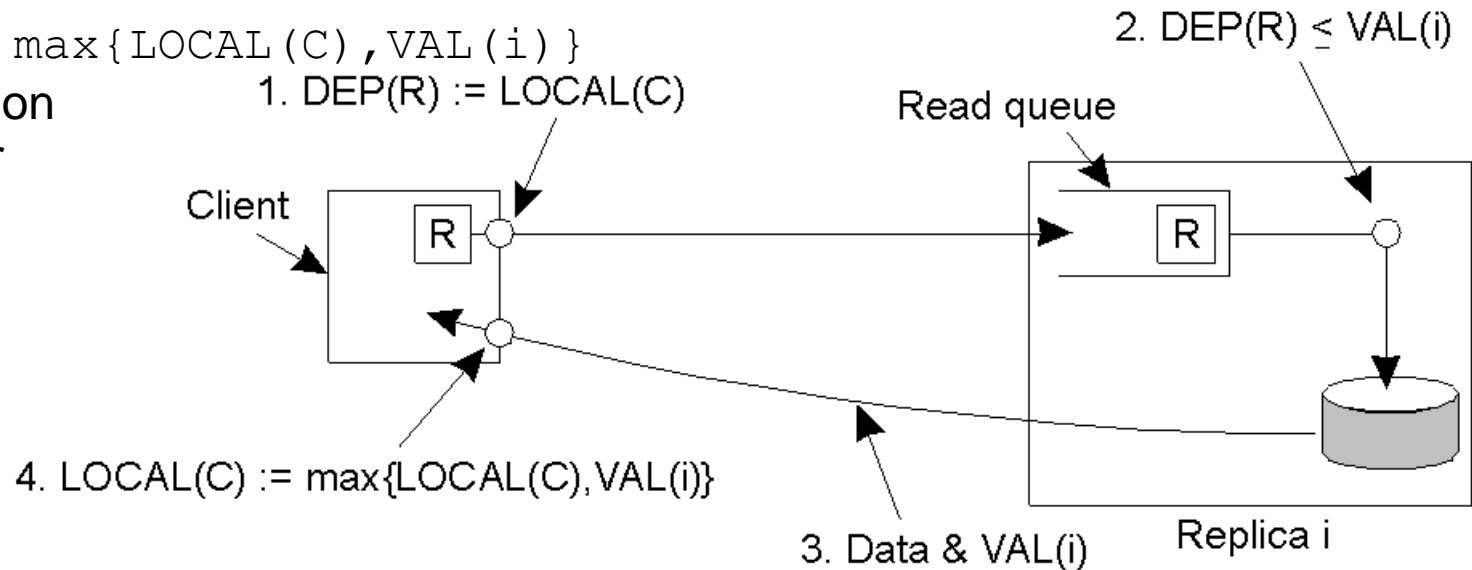 max{LOCAL(C),VAL(i)}
on
1. DEP(R) := LOCAL(C)
2. DEP(R) ≤ VAL(i)
Read queue
Client
R
R
4. LOCAL(C) := max{LOCAL(C),VAL(i)}
3. Data & VAL(i)
Replica i